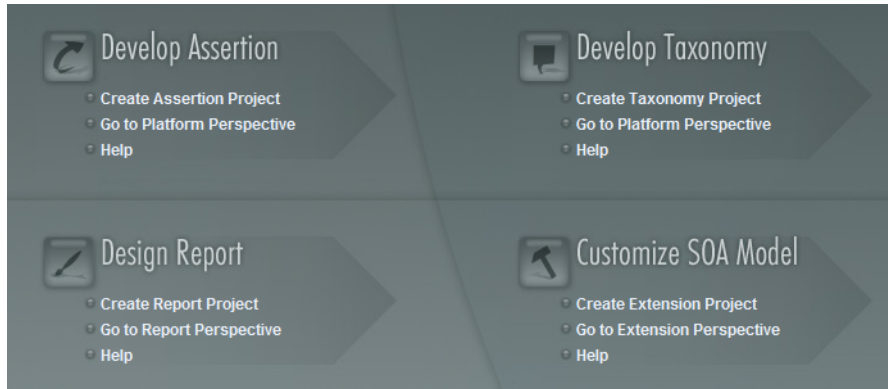 Develop Assertion
Create Assertion Project
Go to Platform Perspective
Help
Develop Taxonomy
Create Taxonomy Project
Go to Platform Perspective
Help
Design Report
Create Report Project
Go to Report Perspective
Help
Customize SOA Model
Create Extension Project
Go to Extension Perspective
Help